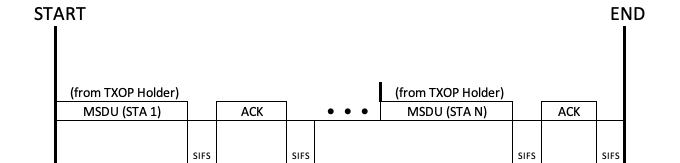 START END
(from TXOP Holder) (from TXOP Holder)
MSDU (STA 1) ACK • • • MSDU (STA N) ACK
SIFS SIFS SIFS SIFS